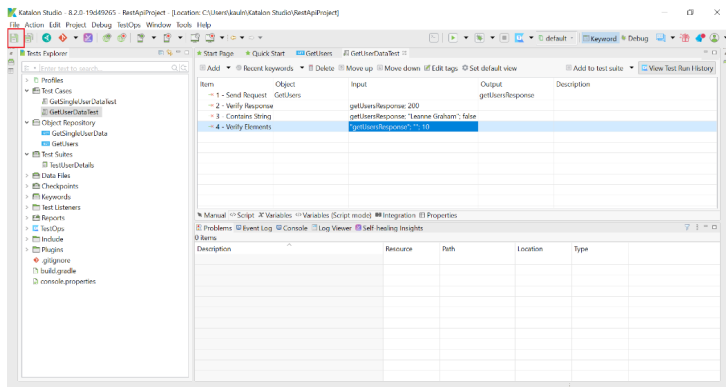 Katalon Studio - 8.2.0-19d49265 - RestApiProject - [Location: C:\Users\kauln\Katalon Studio\RestApiProject]
File Action Edit Project Debug TestOps Window Tools Help
default
Keyword
Debug
Tests Explorer
Enter text to search...
Profiles
Test Cases
GetSingleUserDataTest
GetUserDataTest
Object Repository
GetSingleUserData
GetUsers
Test Suites
TestUserDetails
Data Files
Checkpoints
Keywords
Test Listeners
Reports
TestOps
Include
Plugins
.gitignore
build.gradle
console.properties
Start Page Quick Start GetUsers GetUserDataTest
Add Recent keywords Delete Move up Move down Edit tags Set default view Add to test suite View Test Run History
Item Object Input Output Description
1 - Send Request GetUsers getUsersResponse
2 - Verify Response getUsersResponse; 200
3 - Contains String getUsersResponse; "Leanne Graham"; false
4 - Verify Elements "getUsersResponse"; ""; 10
Manual Script Variables Variables (Script mode) Integration Properties
Problems Event Log Console Log Viewer Self-healing Insights
0 items
Description Resource Path Location Type